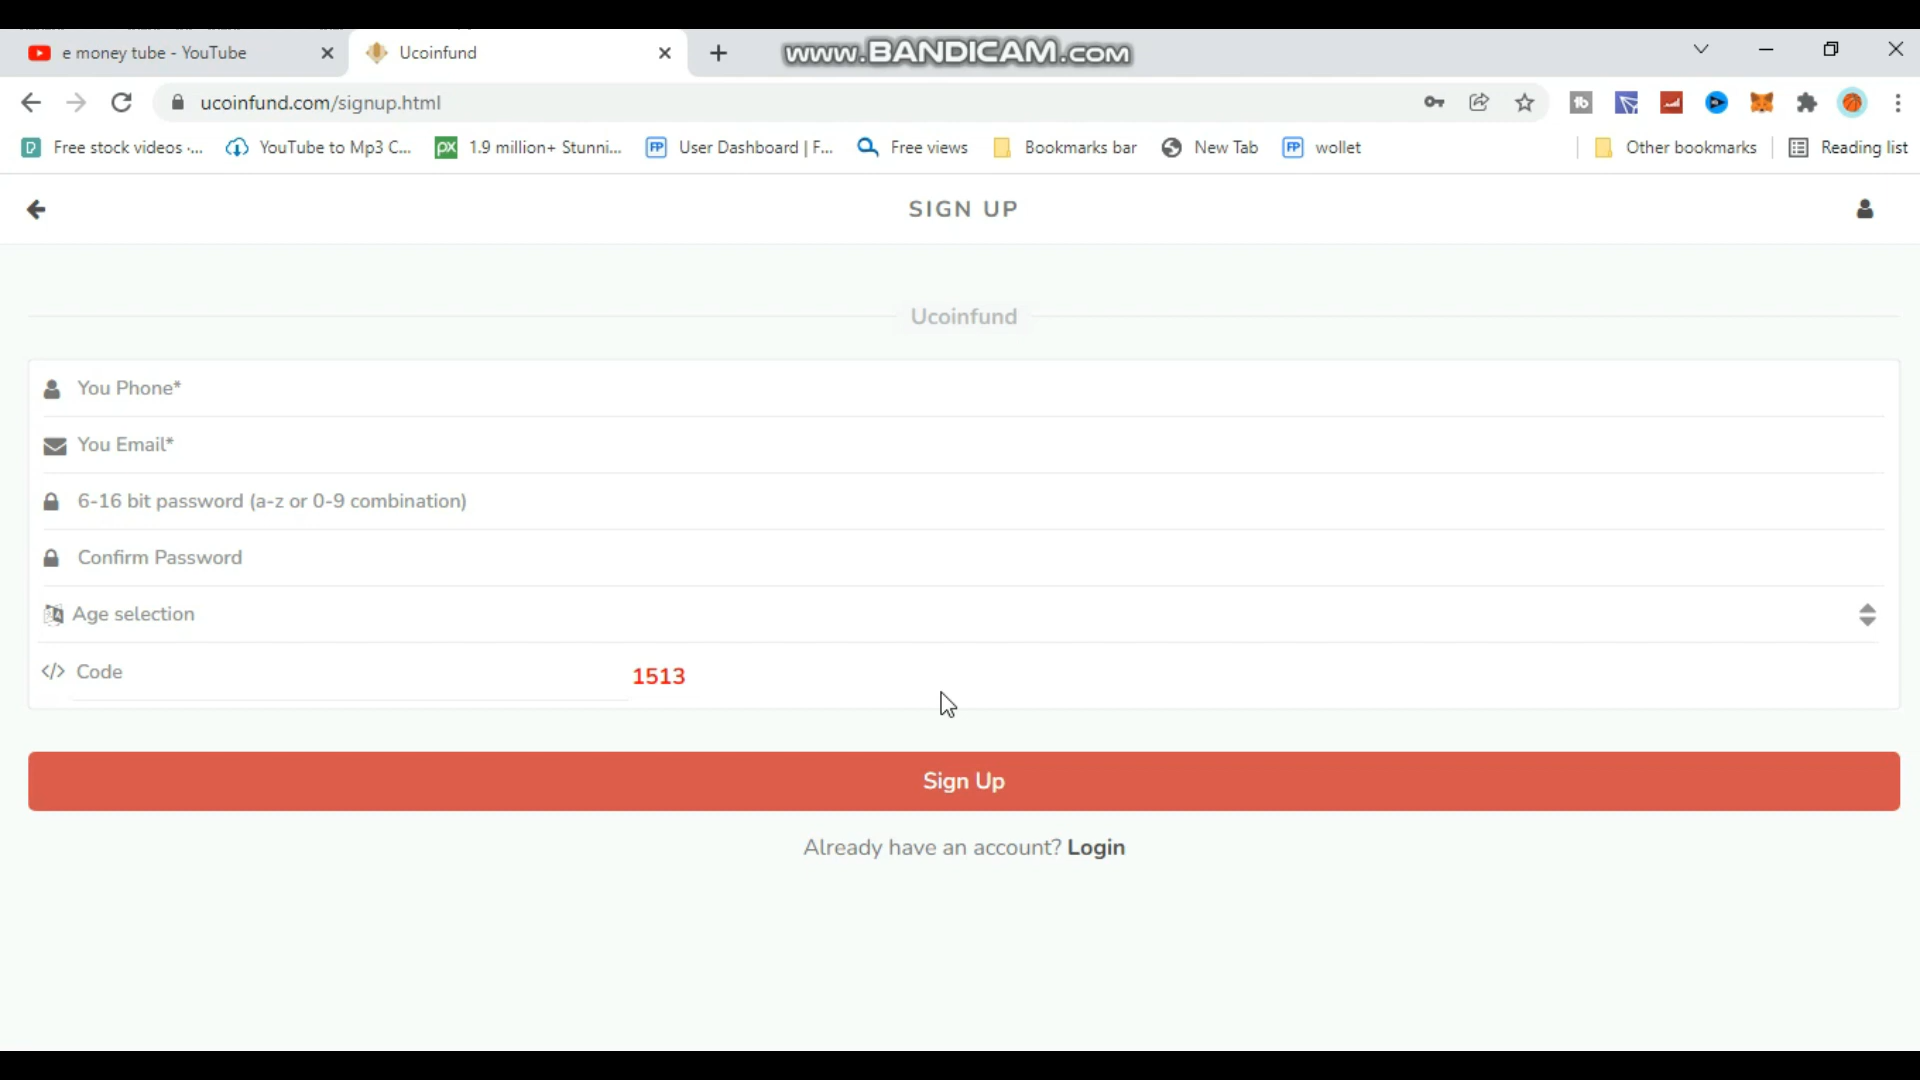 e money tube - YouTube
Ucoinfund
www.BANDICAM.com
ucoinfund.com/signup.html
Free stock videos ·...
YouTube to Mp3 C...
px
1.9 million+ Stunni...
FP
User Dashboard | F...
Free views
Bookmarks bar
New Tab
FP
wollet
Other bookmarks
Reading list
SIGN UP
Ucoinfund
You Phone*
You Email*
6-16 bit password (a-z or 0-9 combination)
Confirm Password
Age selection
</> Code
1513
Sign Up
Already have an account? Login